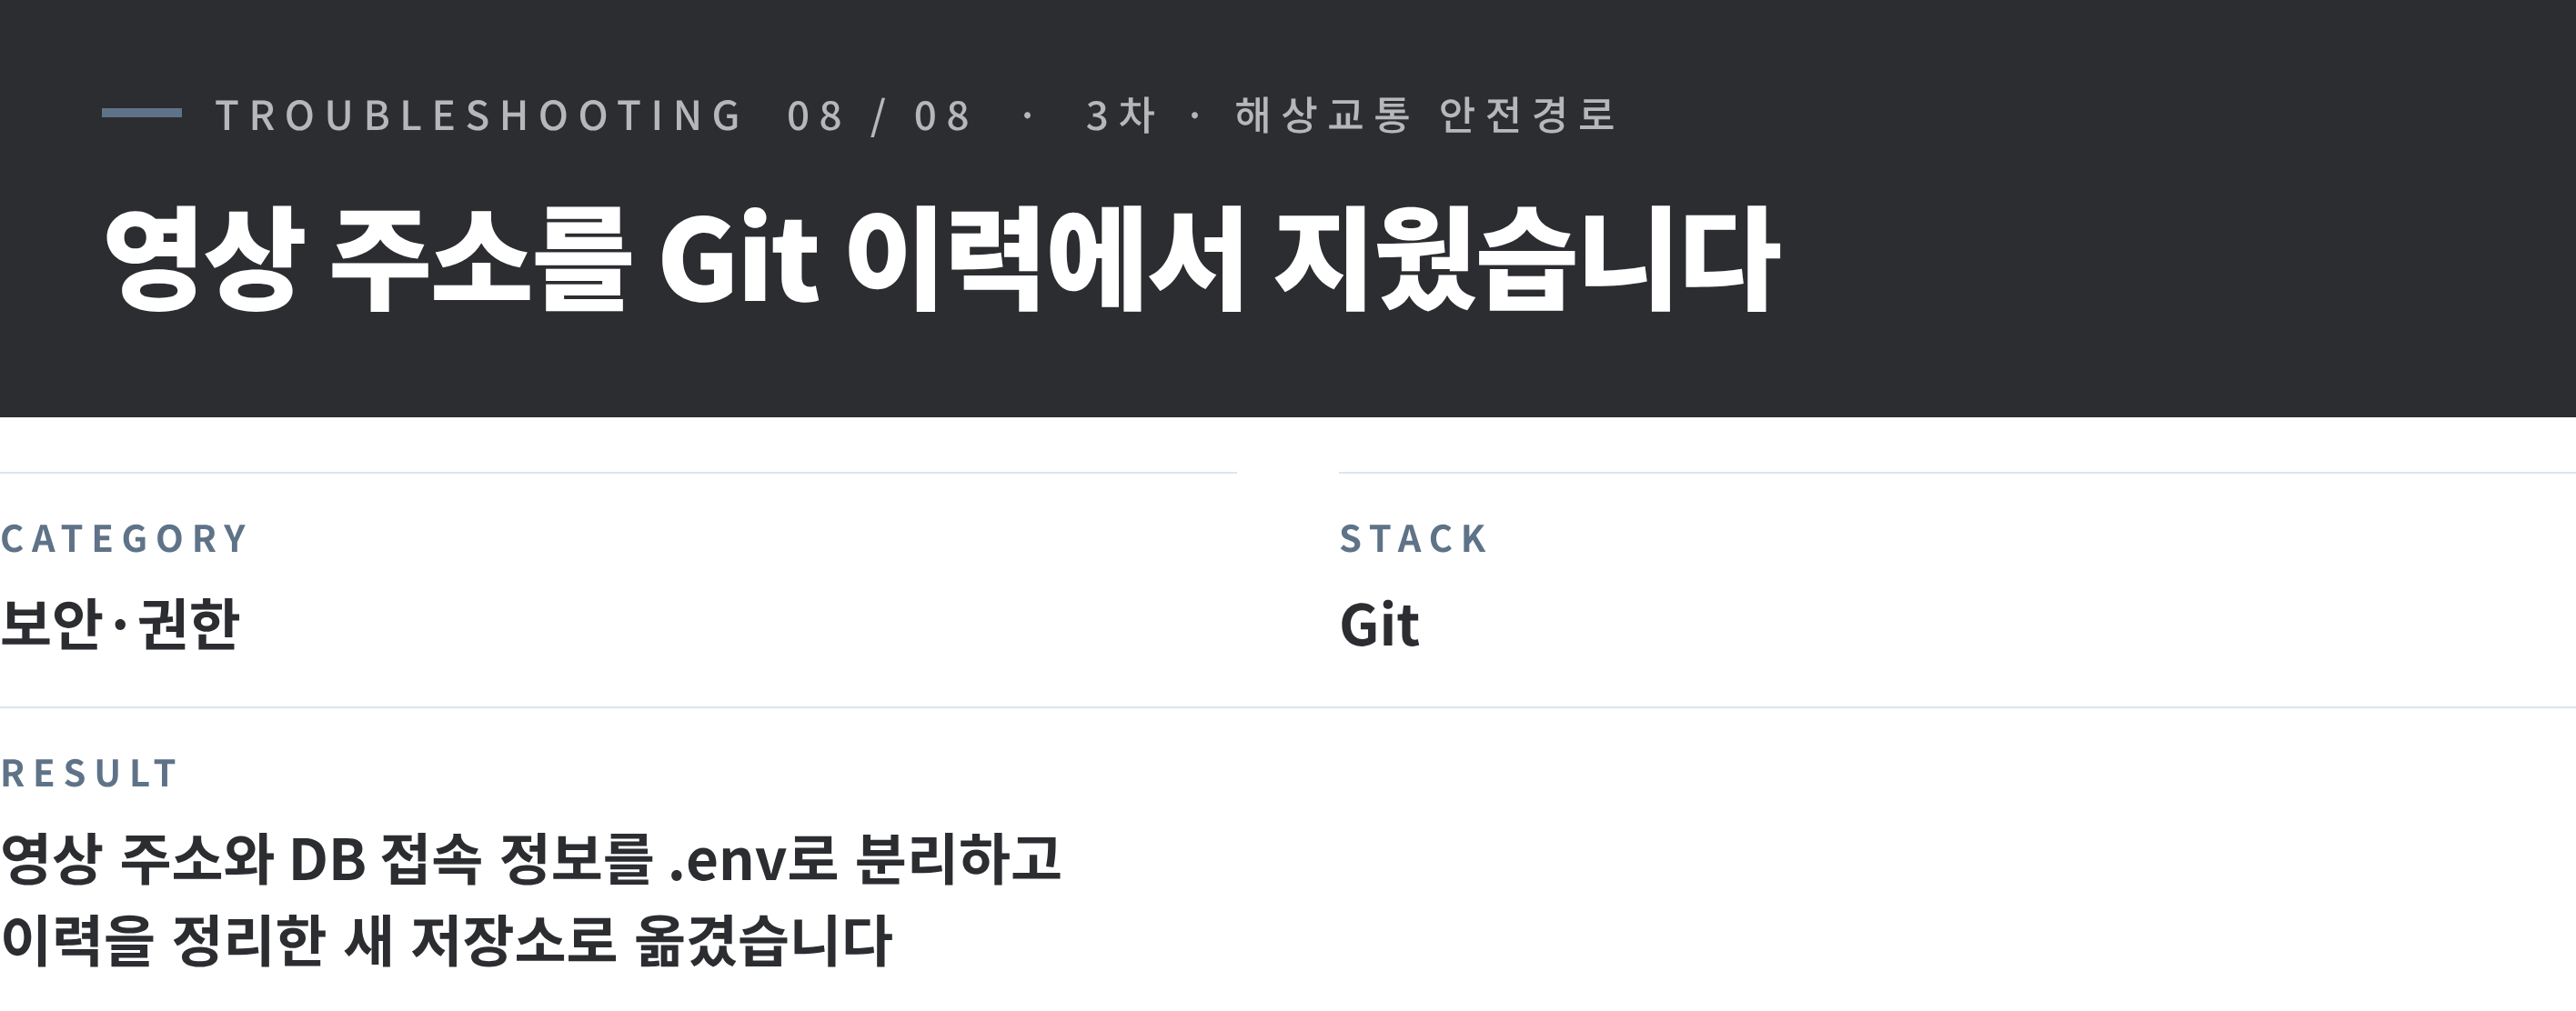 TROUBLESHOOTING 08 / 08 · 3차 · 해상교통 안전경로
영상 주소를 Git 이력에서 지웠습니다
CATEGORY
보안·권한
STACK
Git
RESULT
영상 주소와 DB 접속 정보를 .env로 분리하고
이력을 정리한 새 저장소로 옮겼습니다